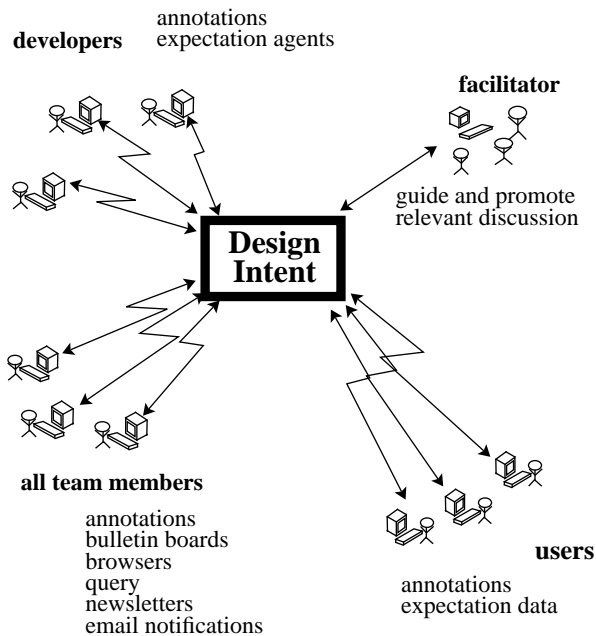 annotations
expectation agents
developers
facilitator
guide and promote
relevant discussion
Design
Intent
all team members
annotations
bulletin boards
browsers
query
newsletters
email notifications
users
annotations
expectation data